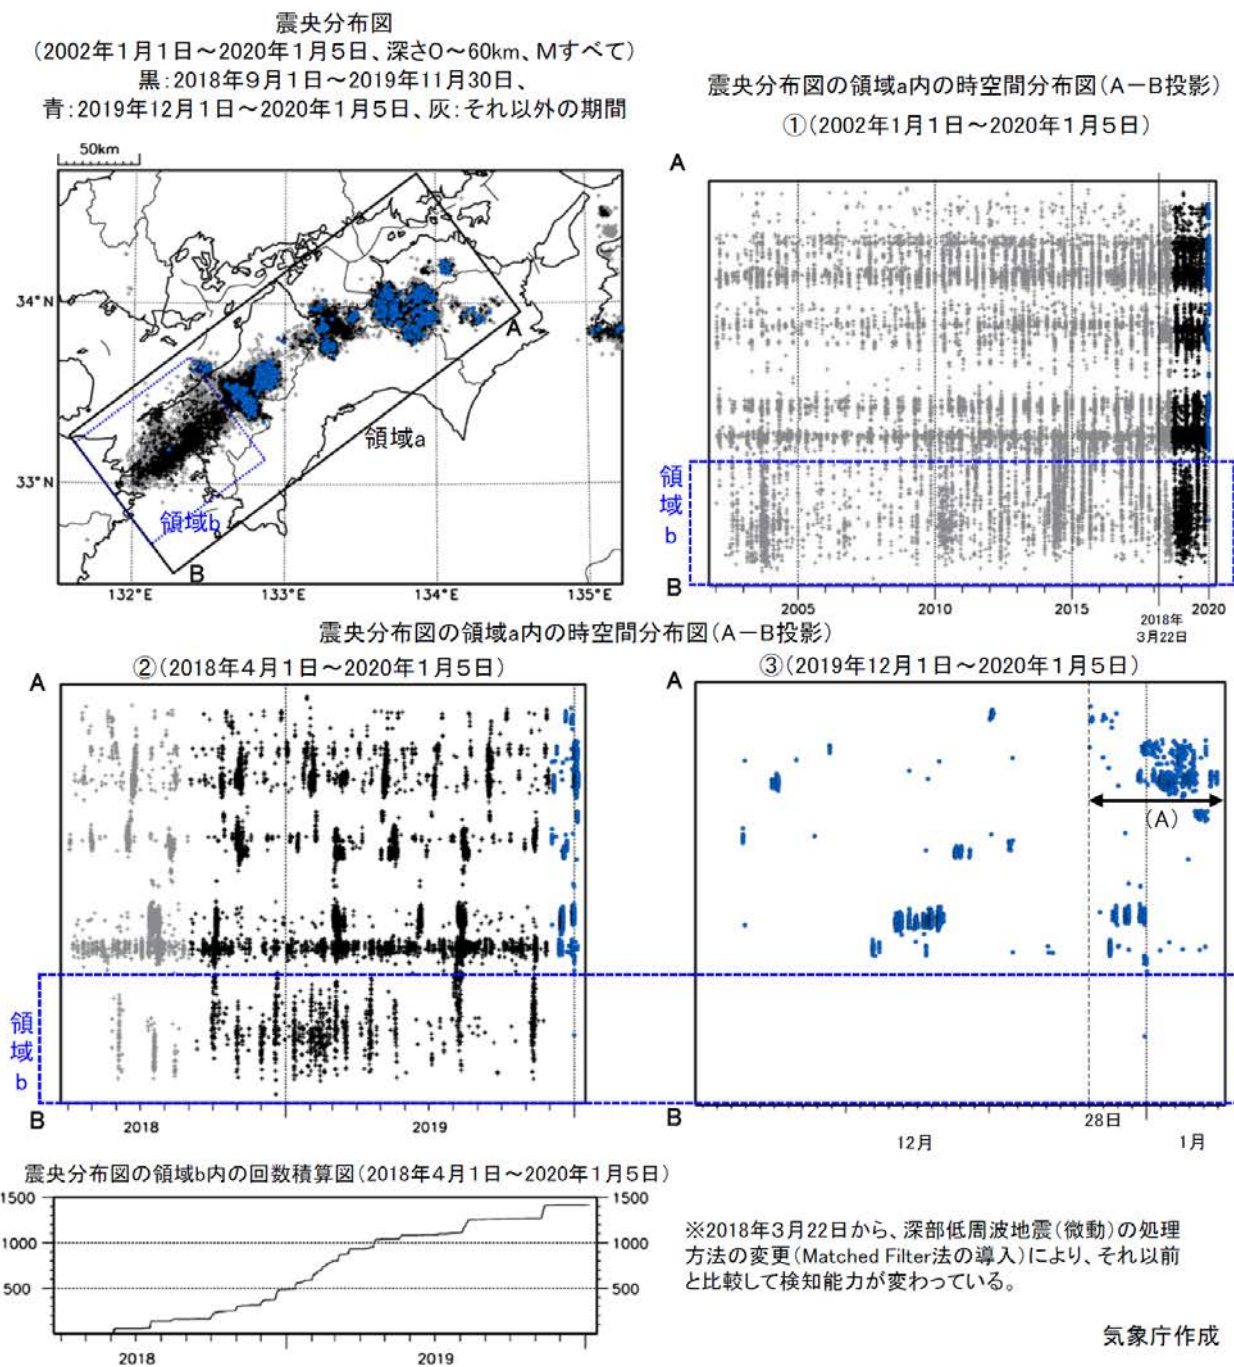 震央分布図
(2002年1月1日～2020年1月5日、深さ0～60km、Mすべて)
黒：2018年9月1日～2019年11月30日、
青：2019年12月1日～2020年1月5日、灰：それ以外の期間
50km
34°N
33°N
132°E
133°E
134°E
135°E
A
B
領域a
領域b
震央分布図の領域a内の時空間分布図(A－B投影)
①(2002年1月1日～2020年1月5日)
A
領域b
B
2005
2010
2015
2020
2018年
3月22日
震央分布図の領域a内の時空間分布図(A－B投影)
②(2018年4月1日～2020年1月5日)
A
領域b
B
2018
2019
③(2019年12月1日～2020年1月5日)
A
(A)
B
28日
12月
1月
震央分布図の領域b内の回数積算図(2018年4月1日～2020年1月5日)
1500
1000
500
1500
1000
500
2018
2019
※2018年3月22日から、深部低周波地震(微動)の処理
方法の変更(Matched Filter法の導入)により、それ以前
と比較して検知能力が変わっている。
気象庁作成